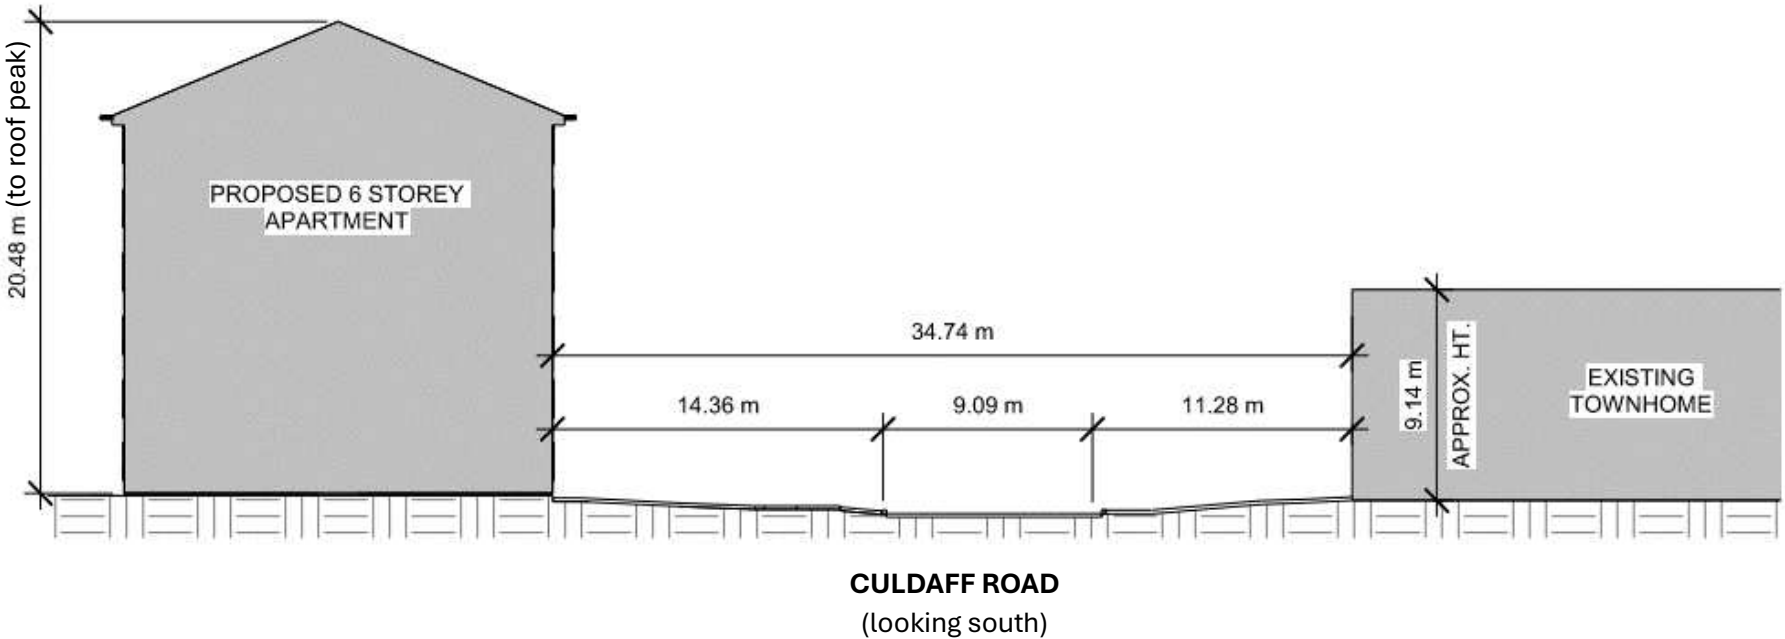 20.48 m (to roof peak)
PROPOSED 6 STOREY
APARTMENT
34.74 m
14.36 m
9.09 m
11.28 m
9.14 m
APPROX. HT.
EXISTING
TOWNHOME
CULDAFF ROAD
(looking south)